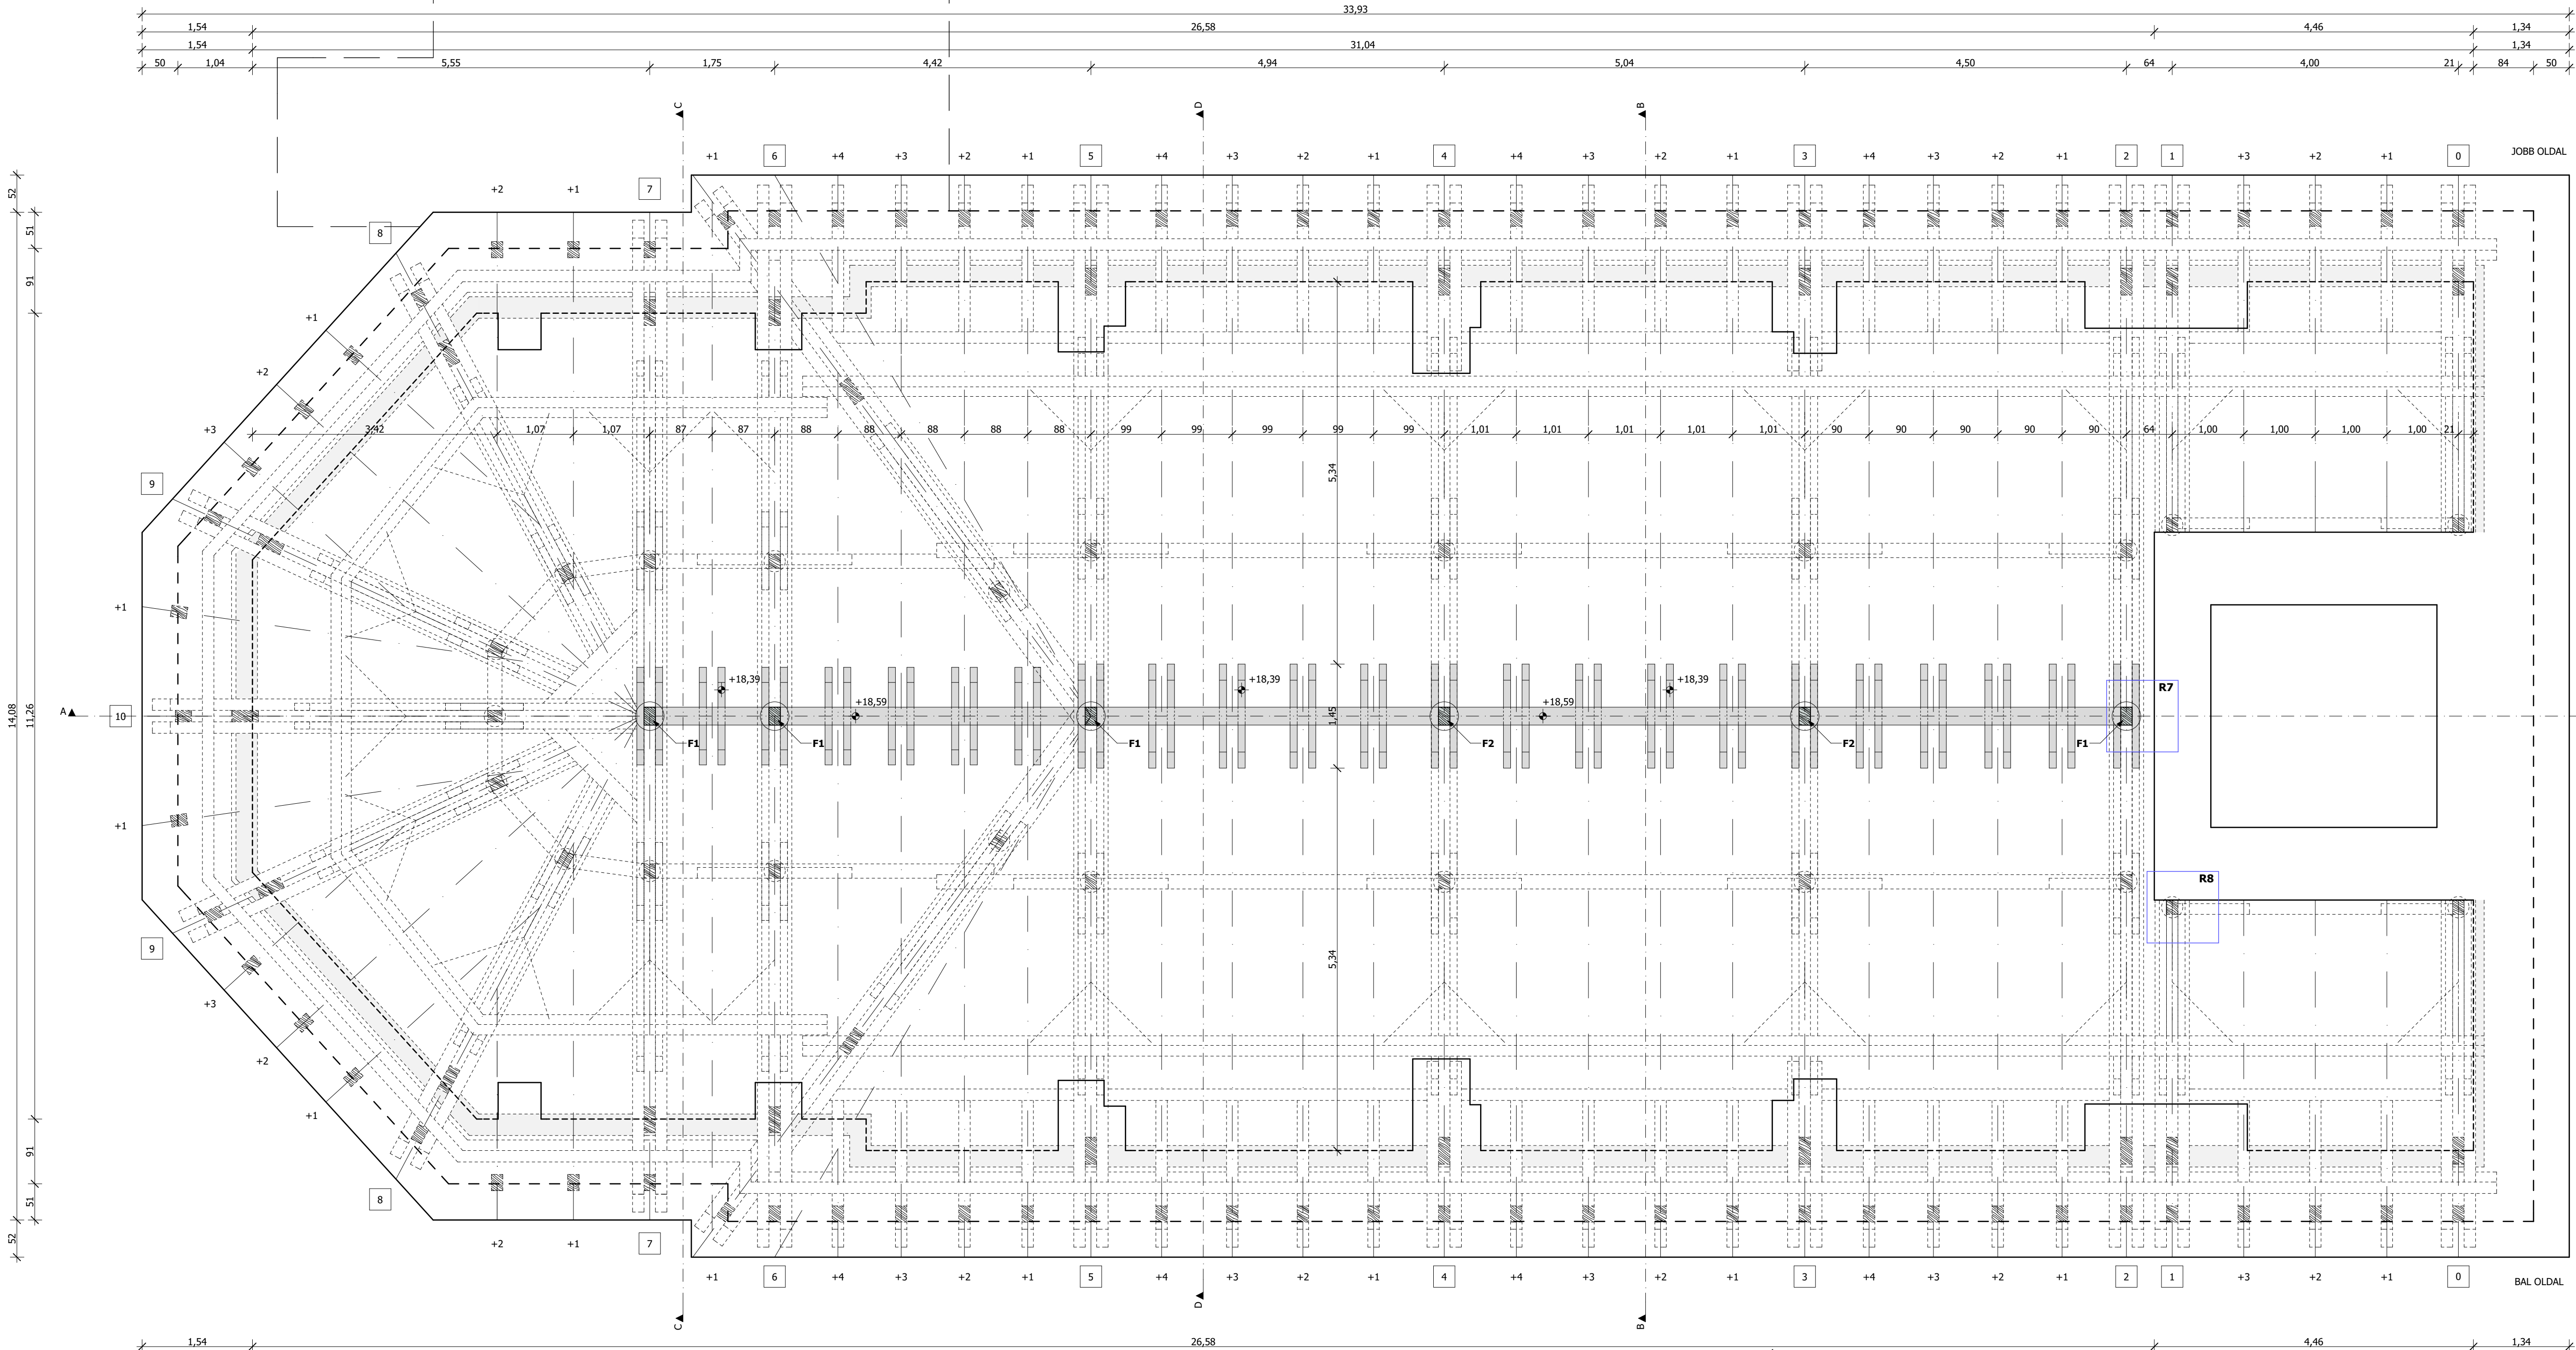 33,93
1,54 26,58 4,46 1,34
1,54 31,04 1,34
50 1,04 5,55 1,75 4,42 4,94 5,04 4,50 64 4,00 21 84 50
C D B
+1 6 +4 +3 +2 +1 5 +4 +3 +2 +1 4 +4 +3 +2 +1 3 +4 +3 +2 +1 2 1 +3 +2 +1 0 JOBB OLDAL
+2 +1 7
52
51
8
91
+1
+2
+3
3,42 1,07 1,07 87 87 88 88 88 88 88 99 99 99 99 99 1,01 1,01 1,01 1,01 1,01 90 90 90 90 90 64 1,00 1,00 1,00 1,00 21
5,34
9
+1
+18,39 +18,39 +18,39
R7
+18,59 +18,59
14,08 11,26 A 10 1,45
F1 F1 F1 F2 F2 F1
+1
R8
9
5,34
+3
+2
+1
91
51
8
52
+2 +1 7
+1 6 +4 +3 +2 +1 5 +4 +3 +2 +1 4 +4 +3 +2 +1 3 +4 +3 +2 +1 2 1 +3 +2 +1 0 BAL OLDAL
C D B
1,54 26,58 4,46 1,34